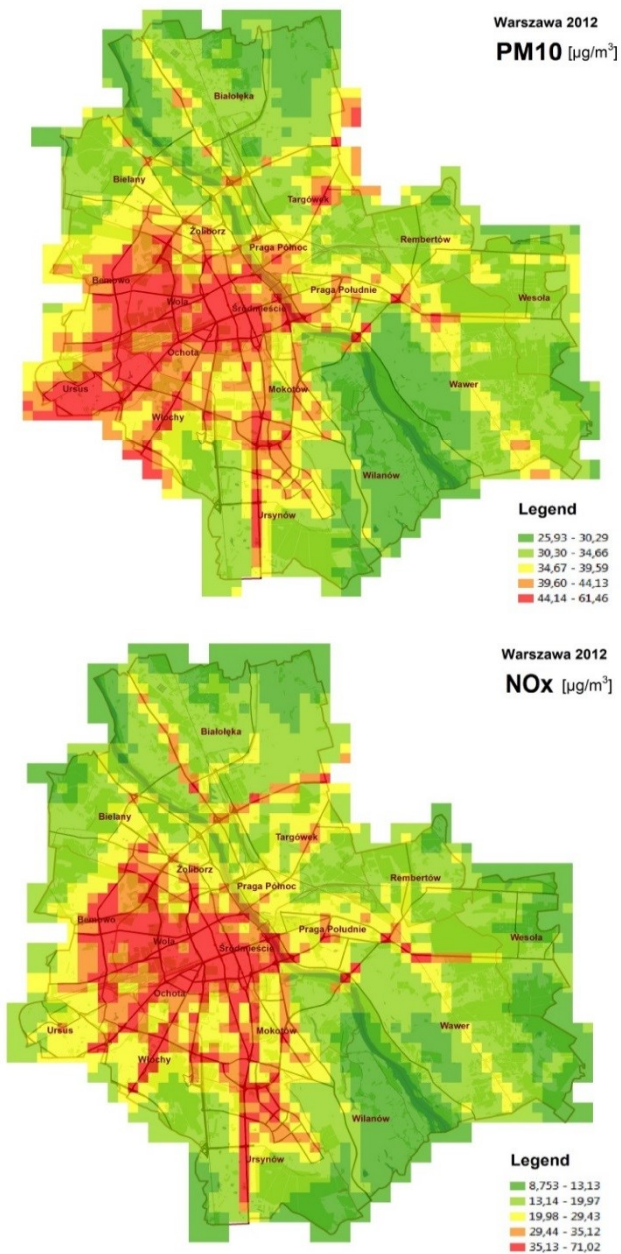 Warszawa 2012
PM10 [µg/m³]
Białołęka
Bielany
Targówek
Żoliborz
Praga Północ
Rembertów
Bemowo
Wola
Śródmieście
Praga Południe
Wesoła
Ochota
Ursus
Mokotów
Wawer
Włochy
Wilanów
Ursynów
Legend
25,93 - 30,29
30,30 - 34,66
34,67 - 39,59
39,60 - 44,13
44,14 - 61,46
Warszawa 2012
NOx [µg/m³]
Białołęka
Bielany
Targówek
Żoliborz
Praga Północ
Rembertów
Bemowo
Wola
Śródmieście
Praga Południe
Wesoła
Ochota
Ursus
Mokotów
Wawer
Włochy
Wilanów
Ursynów
Legend
8,753 - 13,13
13,14 - 19,97
19,98 - 29,43
29,44 - 35,12
35,13 - 71,02